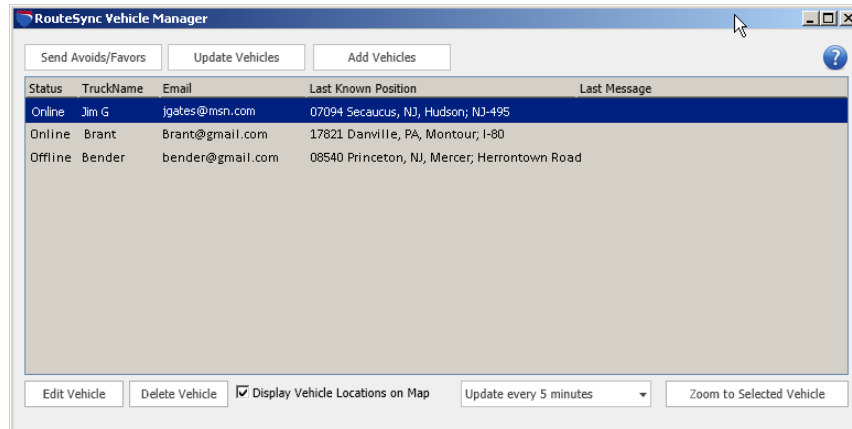 RouteSync Vehicle Manager
Send Avoids/Favors Update Vehicles Add Vehicles ?
Status TruckName Email Last Known Position Last Message
Online Jim G jgates@msn.com 07094 Secaucus, NJ, Hudson; NJ-495
Online Brant Brant@gmail.com 17821 Danville, PA, Montour; I-80
Offline Bender bender@gmail.com 08540 Princeton, NJ, Mercer; Herrontown Road
Edit Vehicle Delete Vehicle Display Vehicle Locations on Map Update every 5 minutes Zoom to Selected Vehicle